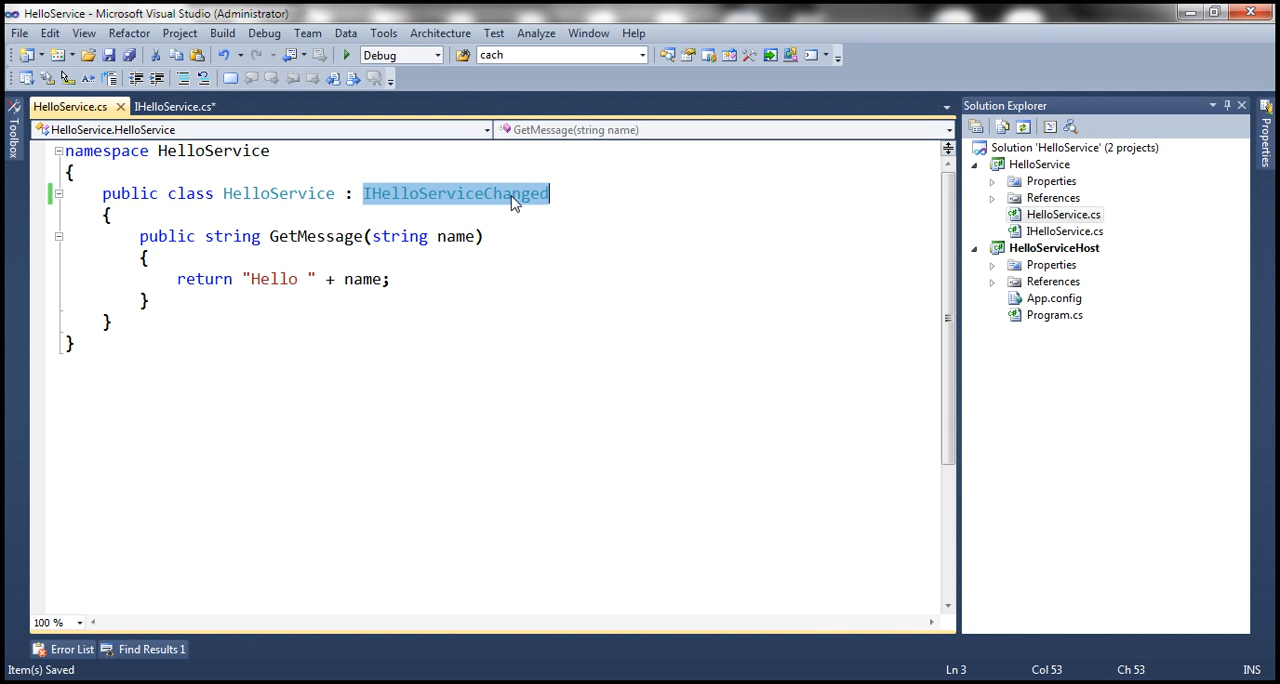 HelloService - Microsoft Visual Studio (Administrator)
File Edit View Refactor Project Build Debug Team Data Tools Architecture Test Analyze Window Help
Debug cach
HelloService.cs IHelloService.cs*
HelloService.HelloService GetMessage(string name)
namespace HelloService
{
public class HelloService : IHelloServiceChanged
{
public string GetMessage(string name)
{
return "Hello " + name;
}
}
}
100 %
Toolbox
Solution Explorer
Solution 'HelloService' (2 projects)
HelloService
Properties
References
HelloService.cs
IHelloService.cs
HelloServiceHost
Properties
References
App.config
Program.cs
Properties
Error List Find Results 1
Item(s) Saved Ln 3 Col 53 Ch 53 INS